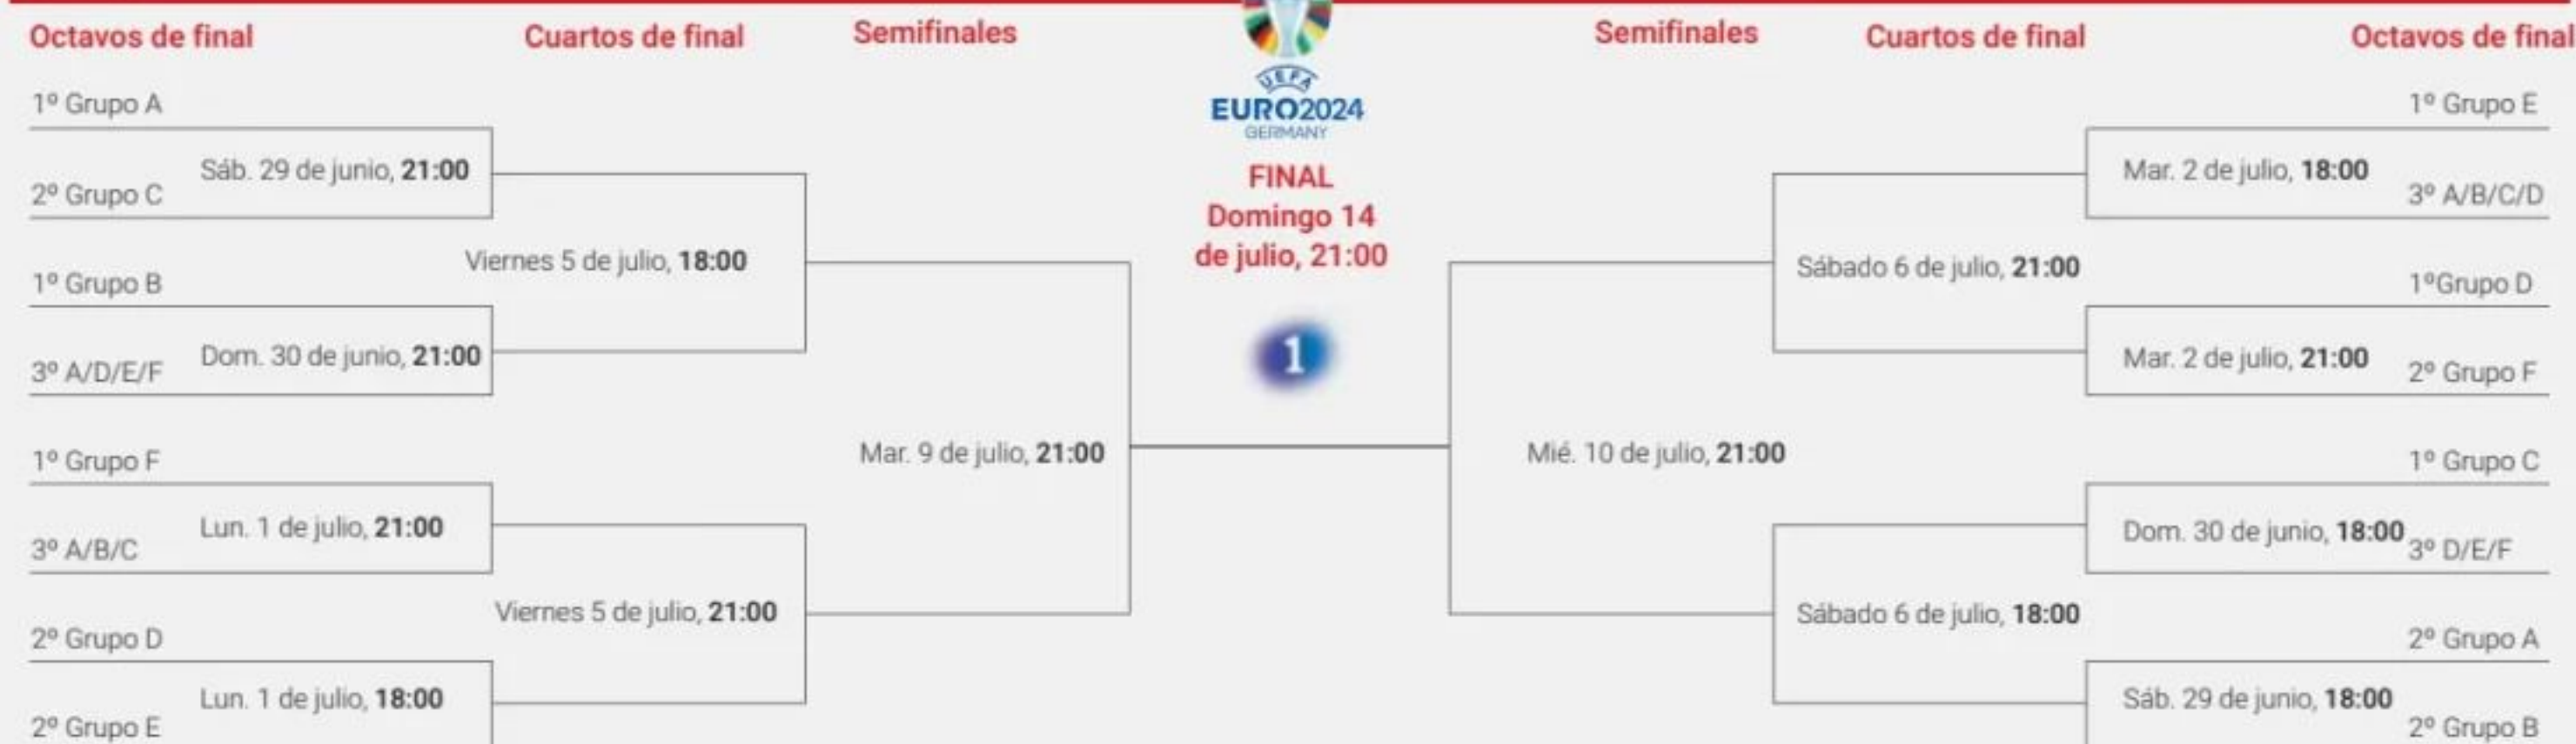 Octavos de final
Cuartos de final
Semifinales
Semifinales
Cuartos de final
Octavos de final
UEFA
EURO2024
GERMANY
FINAL
Domingo 14
de julio, 21:00
1
1º Grupo A
Sáb. 29 de junio, 21:00
2º Grupo C
Viernes 5 de julio, 18:00
1º Grupo B
Dom. 30 de junio, 21:00
3º A/D/E/F
Mar. 9 de julio, 21:00
1º Grupo F
Lun. 1 de julio, 21:00
3º A/B/C
Viernes 5 de julio, 21:00
2º Grupo D
Lun. 1 de julio, 18:00
2º Grupo E
1º Grupo E
Mar. 2 de julio, 18:00
3º A/B/C/D
Sábado 6 de julio, 21:00
1ºGrupo D
Mar. 2 de julio, 21:00
2º Grupo F
Mié. 10 de julio, 21:00
1º Grupo C
Dom. 30 de junio, 18:00
3º D/E/F
Sábado 6 de julio, 18:00
2º Grupo A
Sáb. 29 de junio, 18:00
2º Grupo B